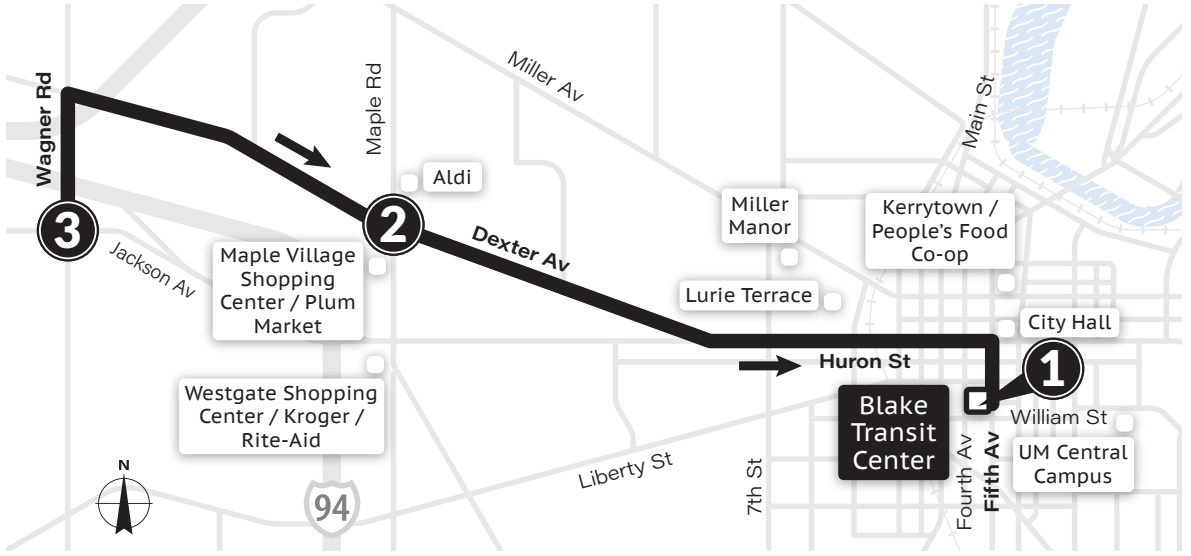 Wagner Rd
3
Jackson Av
Maple Rd
Aldi
2
Maple Village
Shopping
Center / Plum
Market
Westgate Shopping
Center / Kroger /
Rite-Aid
Miller Av
Dexter Av
Miller
Manor
Lurie Terrace
Main St
Kerrytown /
People's Food
Co-op
City Hall
Huron St
1
Blake
Transit
Center
William St
UM Central
Campus
Fourth Av
Fifth Av
7th St
Liberty St
94
N